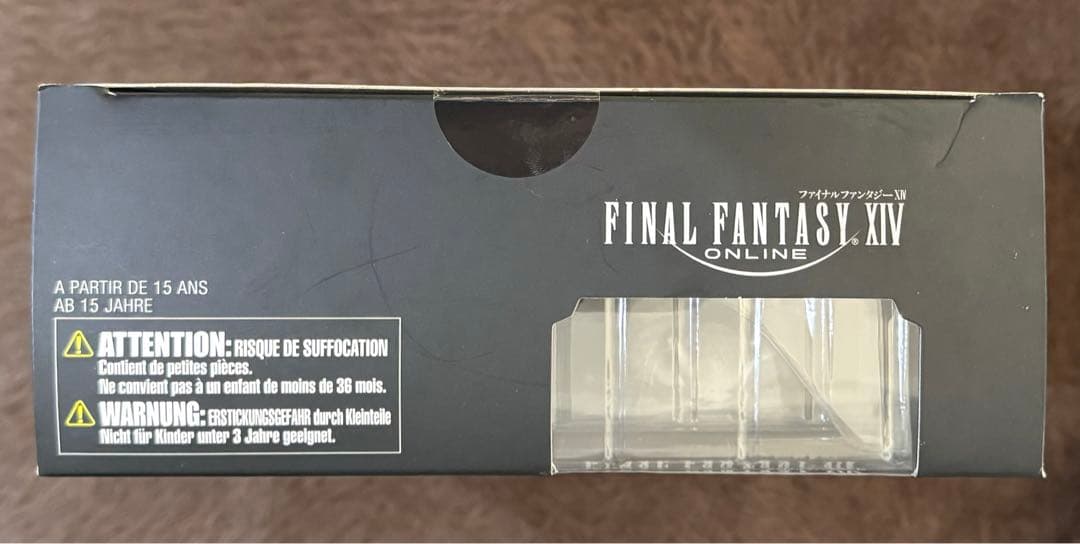 ファイナルファンタジーXIV
FINAL FANTASY® XIV
ONLINE
A PARTIR DE 15 ANS
AB 15 JAHRE
ATTENTION: RISQUE DE SUFFOCATION
Contient de petites pièces.
Ne convient pas à un enfant de moins de 36 mois.
WARNUNG: ERSTICKUNGSGEFAHR durch Kleinteile
Nicht für Kinder unter 3 Jahre geeignet.